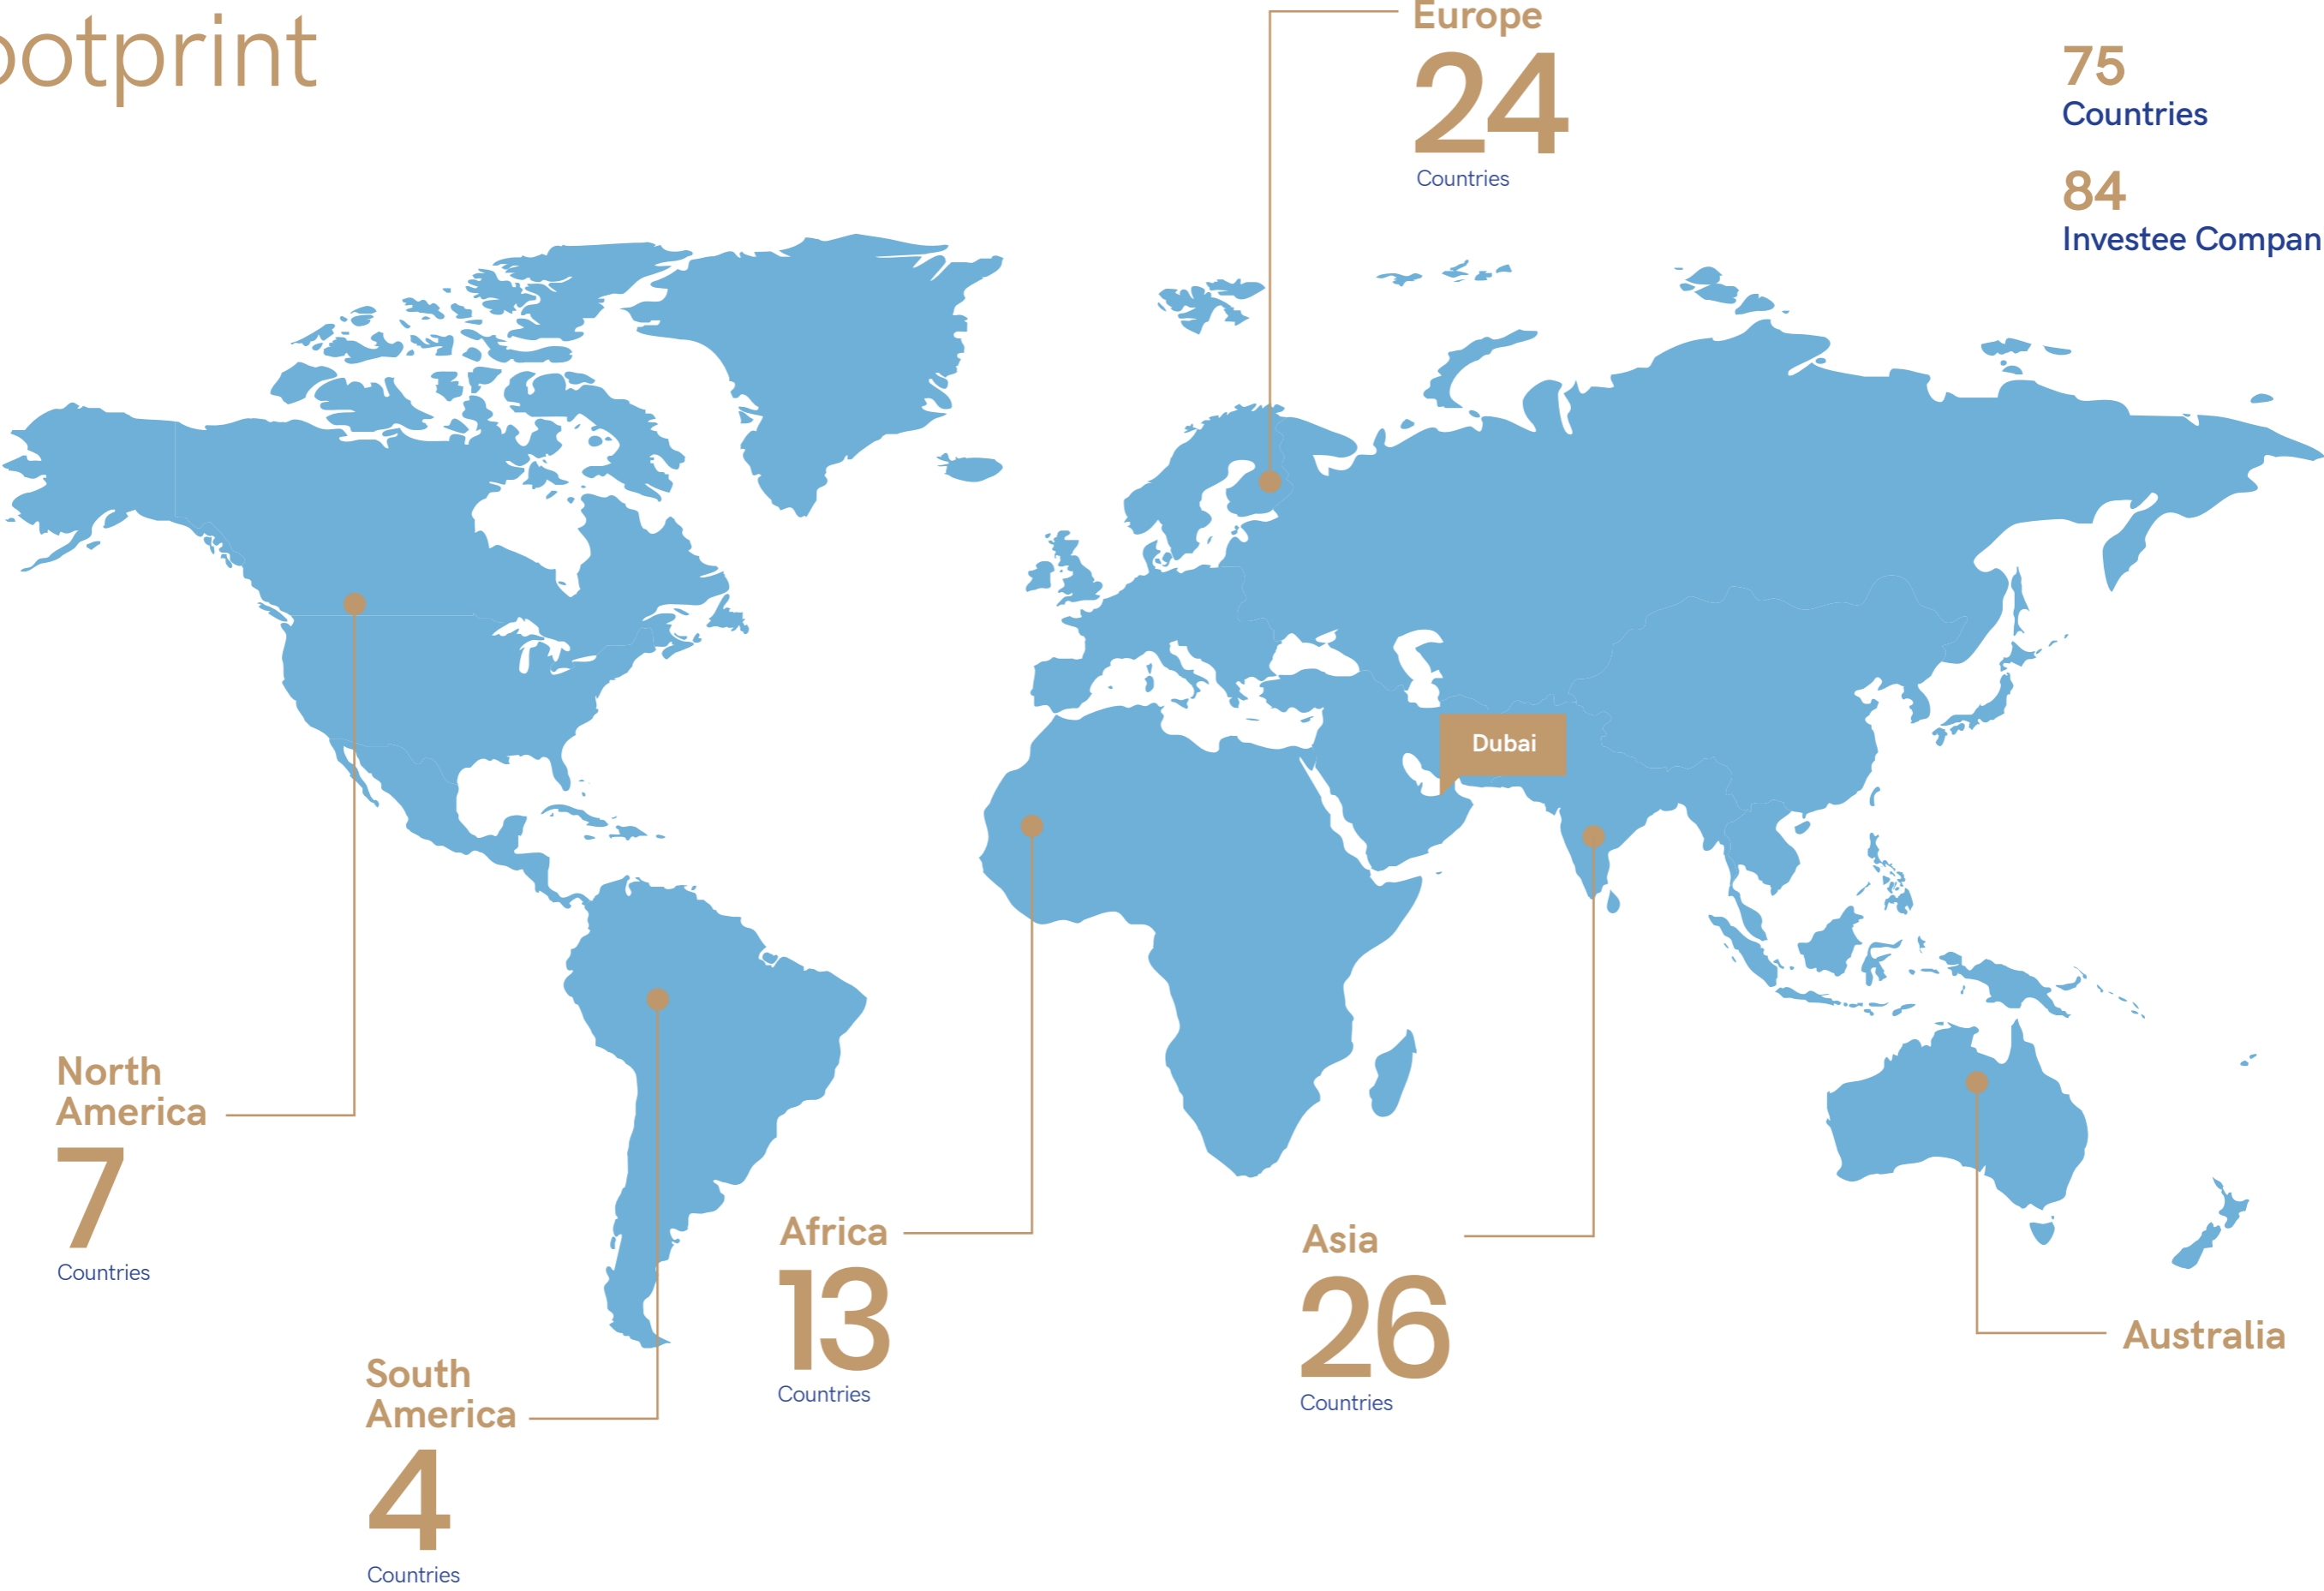 ootprint
Europe
24
Countries
75
Countries
84
Investee Compan
Dubai
North
America
7
Countries
South
America
4
Countries
Africa
13
Countries
Asia
26
Countries
Australia